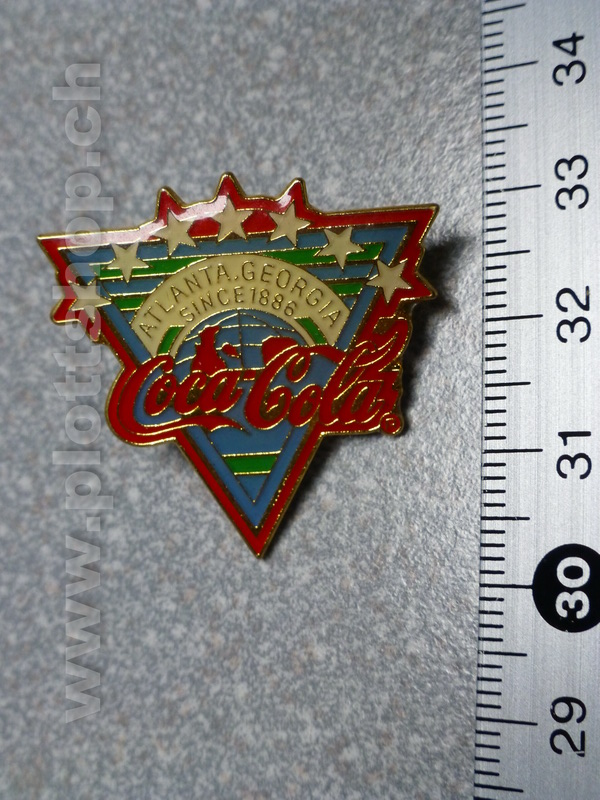 www.plottshop.ch
ATLANTA, GEORGIA
SINCE 1886
Coca-Cola
®
34
33
32
31
30
29